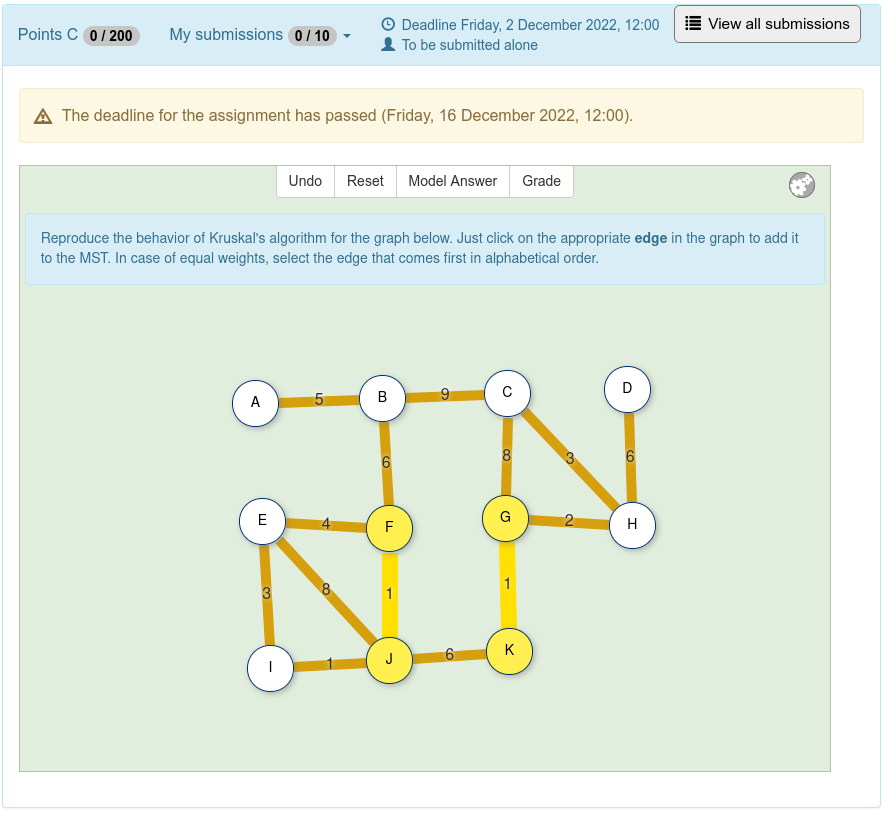 Points C 0 / 200 My submissions 0 / 10
Deadline Friday, 2 December 2022, 12:00
To be submitted alone
View all submissions
The deadline for the assignment has passed (Friday, 16 December 2022, 12:00).
Undo Reset Model Answer Grade
Reproduce the behavior of Kruskal's algorithm for the graph below. Just click on the appropriate edge in the graph to add it
to the MST. In case of equal weights, select the edge that comes first in alphabetical order.
A 5 B 9 C D
6 8 3 6
E 4 F G 2 H
3 8 1 1
I 1 J 6 K